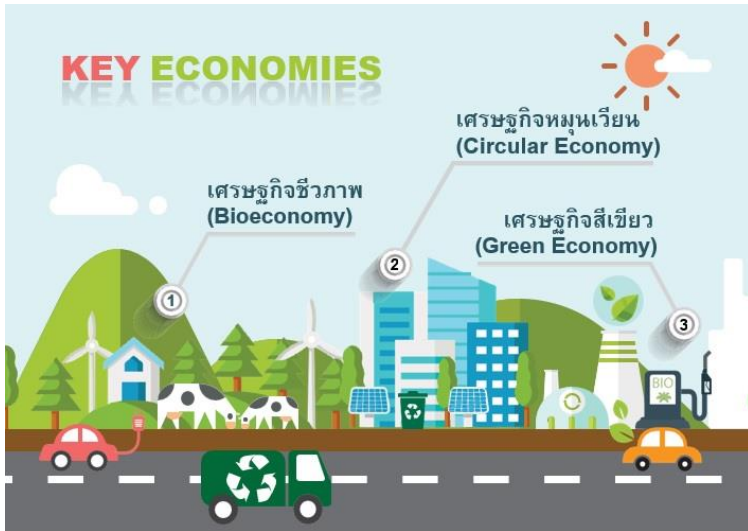 KEY ECONOMIES
เศรษฐกิจหมุนเวียน
(Circular Economy)
เศรษฐกิจชีวภาพ
(Bioeconomy)
เศรษฐกิจสีเขียว
(Green Economy)
2
1
3
BIO